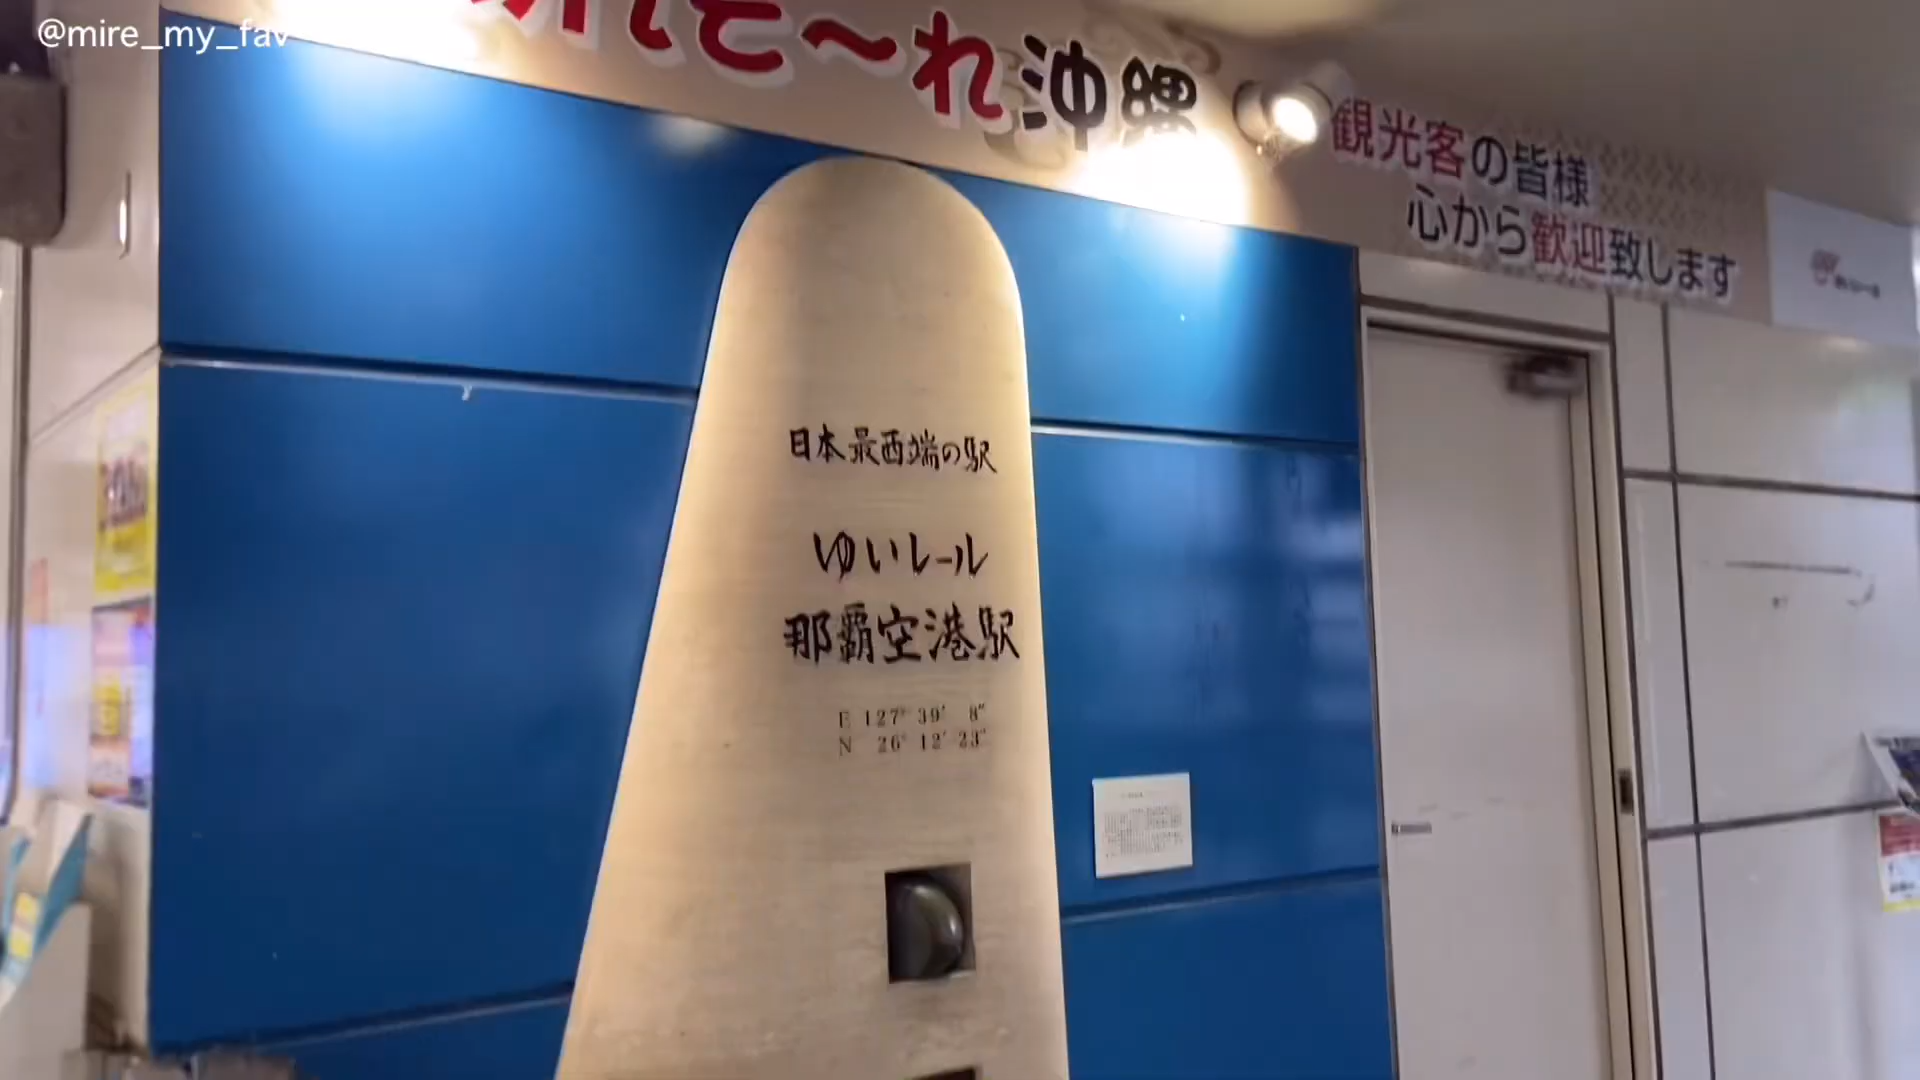 @mire_my_fav
めんそ～れ沖縄
観光客の皆様
心から歓迎致します
日本最西端の駅
ゆいレール
那覇空港駅
E 127° 39′ 8″
N 26° 12′ 23″